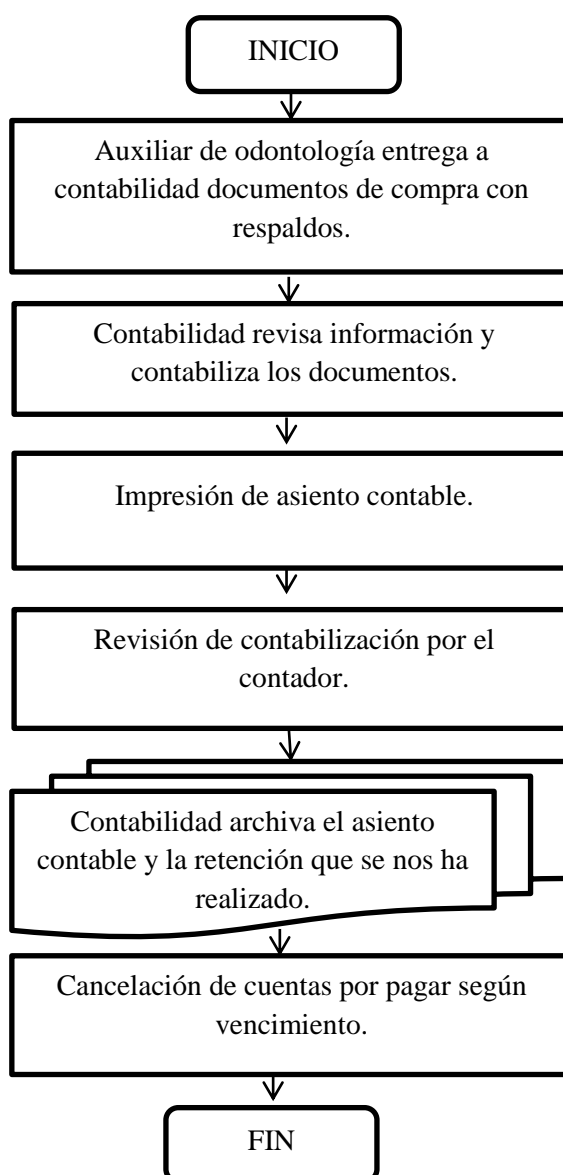 INICIO
Auxiliar de odontología entrega a
contabilidad documentos de compra con
respaldos.
Contabilidad revisa información y
contabiliza los documentos.
Impresión de asiento contable.
Revisión de contabilización por el
contador.
Contabilidad archiva el asiento
contable y la retención que se nos ha
realizado.
Cancelación de cuentas por pagar según
vencimiento.
FIN